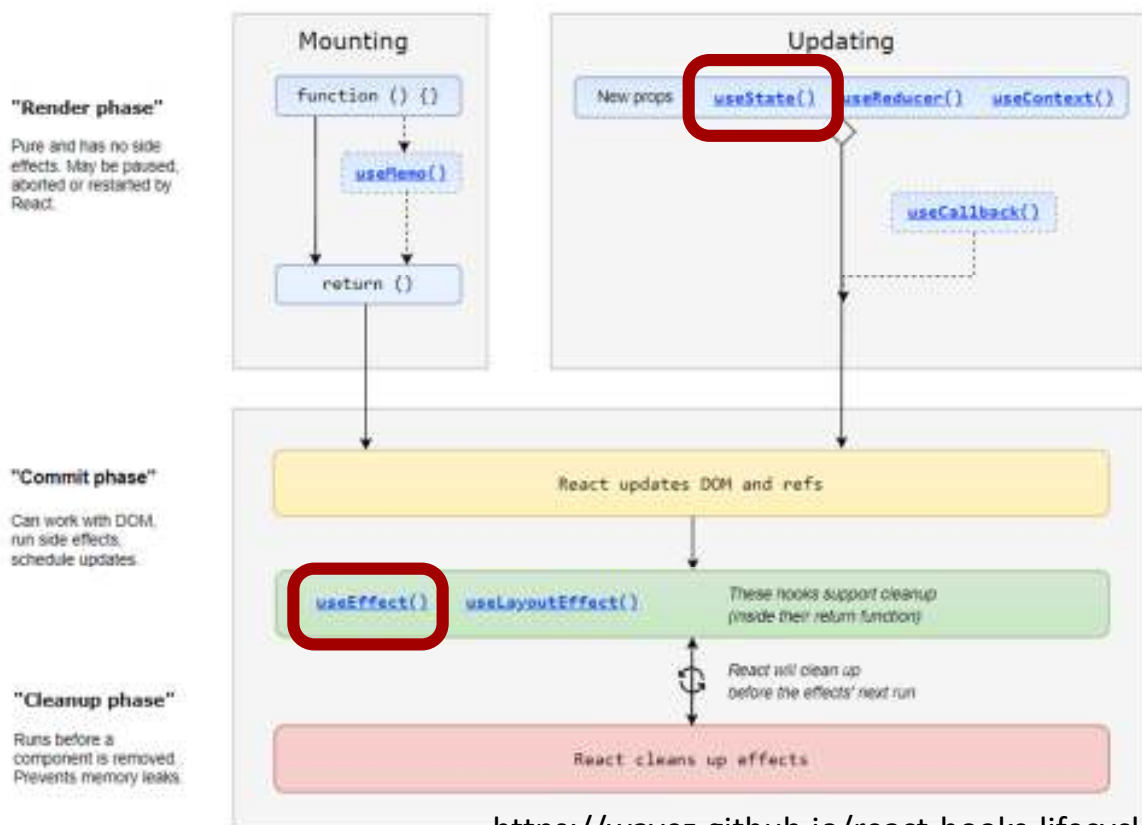 Mounting
Updating
"Render phase"
Pure and has no side
effects. May be paused,
aborted or restarted by
React.
function () {}
useMemo()
return ()
New props useState() useReducer() useContext()
useCallback()
"Commit phase"
Can work with DOM,
run side effects,
schedule updates.
React updates DOM and refs
useEffect() useLayoutEffect()
These hooks support cleanup
(inside their return function)
React will clean up
before the effects' next run
"Cleanup phase"
Runs before a
component is removed.
Prevents memory leaks.
React cleans up effects